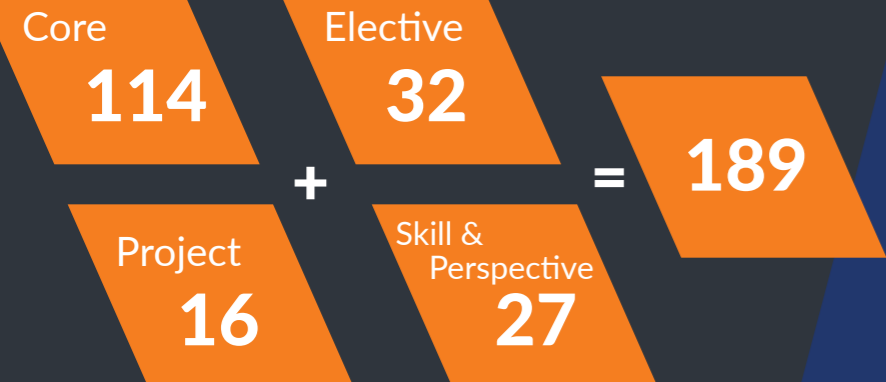 Core
114
Elective
32
+
=
189
Project
16
Skill &
Perspective
27